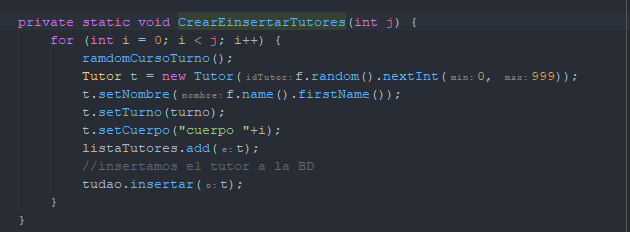 private static void CrearEinsertarTutores(int j) {
for (int i = 0; i < j; i++) {
ramdomCursoTurno();
Tutor t = new Tutor( idTutor: f.random().nextInt( min: 0, max: 999));
t.setNombre( nombre: f.name().firstName());
t.setTurno(turno);
t.setCuerpo("cuerpo "+i);
listaTutores.add( e: t);
//insertamos el tutor a la BD
tudao.insertar( o: t);
}
}